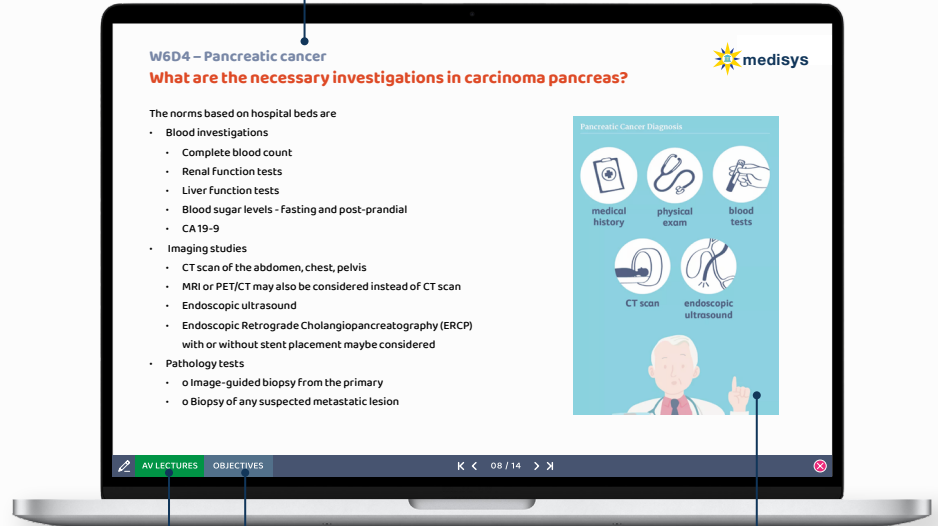 W6D4 – Pancreatic cancer
What are the necessary investigations in carcinoma pancreas?
medisys
The norms based on hospital beds are
• Blood investigations
• Complete blood count
• Renal function tests
• Liver function tests
• Blood sugar levels - fasting and post-prandial
• CA 19-9
• Imaging studies
• CT scan of the abdomen, chest, pelvis
• MRI or PET/CT may also be considered instead of CT scan
• Endoscopic ultrasound
• Endoscopic Retrograde Cholangiopancreatography (ERCP)
with or without stent placement maybe considered
• Pathology tests
• o Image-guided biopsy from the primary
• o Biopsy of any suspected metastatic lesion
Pancreatic Cancer Diagnosis
medical
history
physical
exam
blood
tests
CT scan
endoscopic
ultrasound
AV LECTURES
OBJECTIVES
08 / 14